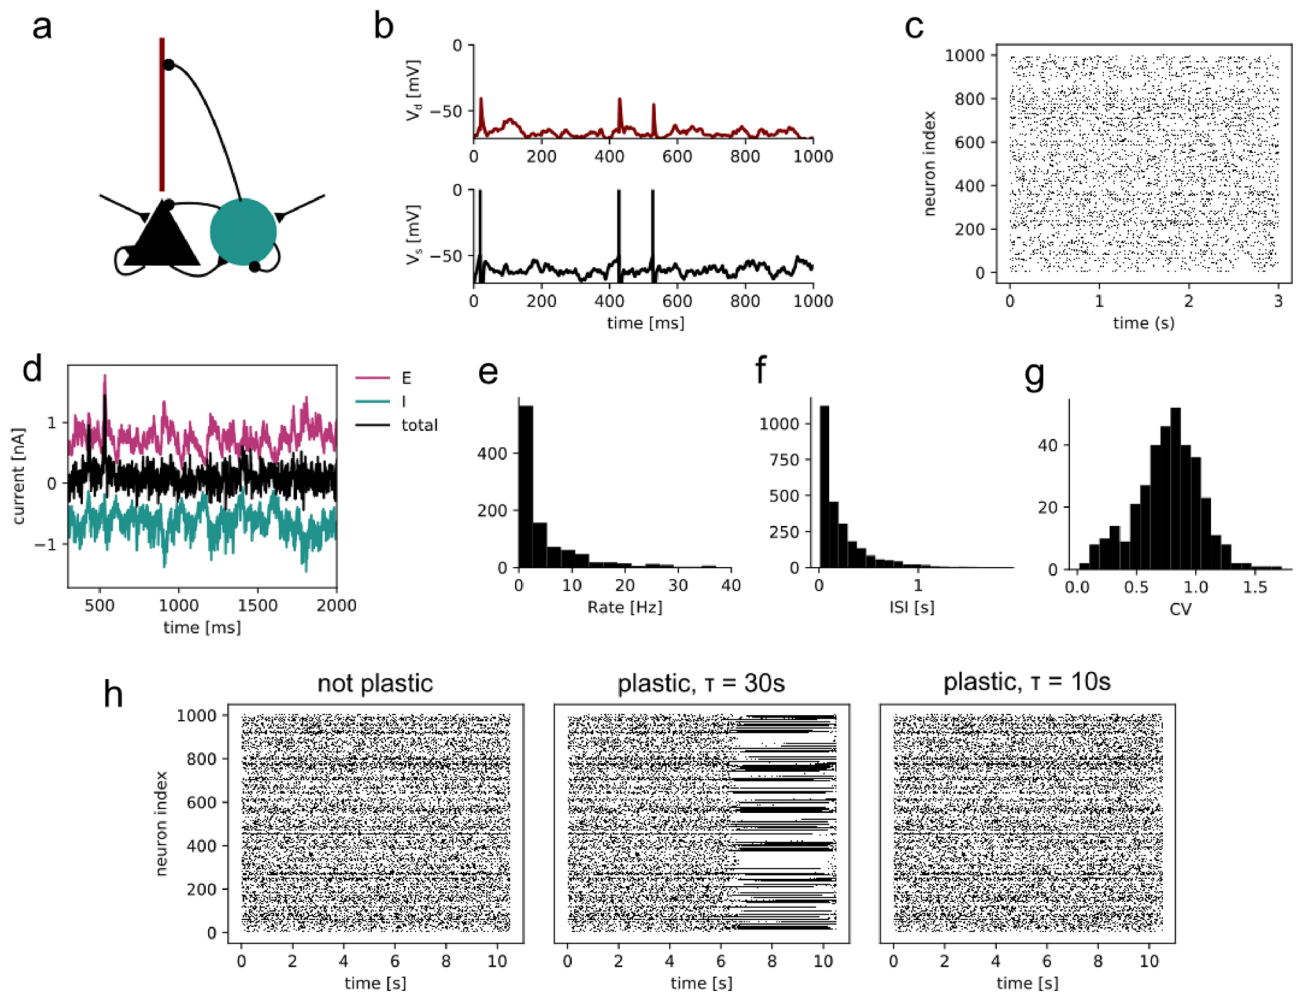 a
b
0
−50
V_d [mV]
0 200 400 600 800 1000
0
−50
V_s [mV]
0 200 400 600 800 1000
time [ms]
c
1000
800
600
400
200
0
neuron index
0 1 2 3
time (s)
d
1
0
−1
current [nA]
500 1000 1500 2000
time [ms]
E
I
total
e
400
200
0
0 10 20 30 40
Rate [Hz]
f
1000
750
500
250
0
0 1
ISI [s]
g
40
20
0
0.0 0.5 1.0 1.5
CV
h
not plastic
plastic, τ = 30s
plastic, τ = 10s
1000
800
600
400
200
0
neuron index
0 2 4 6 8 10
time [s]
0 2 4 6 8 10
time [s]
0 2 4 6 8 10
time [s]